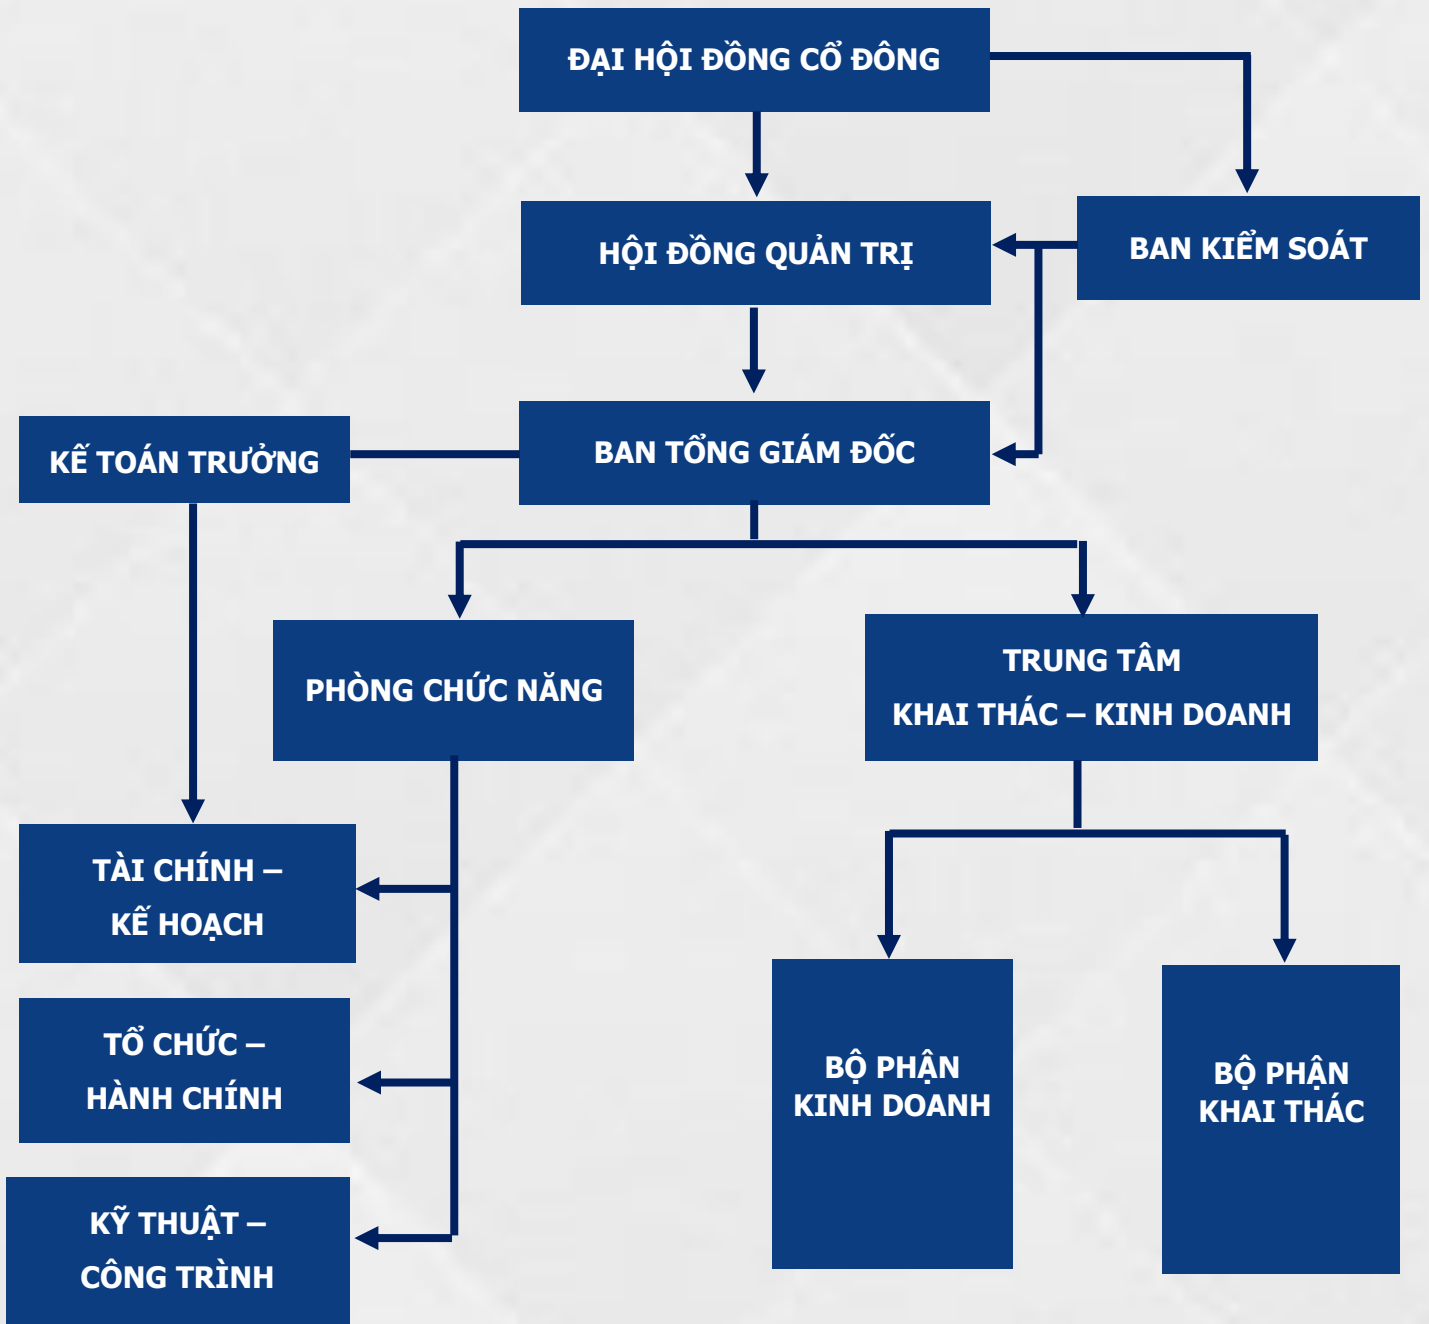 ĐẠI HỘI ĐỒNG CỔ ĐÔNG
HỘI ĐỒNG QUẢN TRỊ
BAN KIỂM SOÁT
BAN TỔNG GIÁM ĐỐC
KẾ TOÁN TRƯỞNG
PHÒNG CHỨC NĂNG
TRUNG TÂM
KHAI THÁC – KINH DOANH
TÀI CHÍNH –
KẾ HOẠCH
TỔ CHỨC –
HÀNH CHÍNH
KỸ THUẬT –
CÔNG TRÌNH
BỘ PHẬN
KINH DOANH
BỘ PHẬN
KHAI THÁC